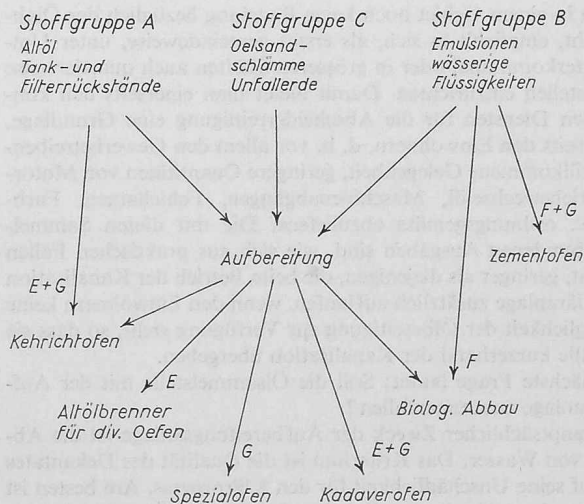 Stoffgruppe A
Altöl
Tank- und
Filterrückstände
Stoffgruppe C
Oelsand-
schlämme
Unfallerde
Stoffgruppe B
Emulsionen
wässerige
Flüssigkeiten
F+G
Aufbereitung
Zementofen
E+G
Kehrichtofen
E
F
Altölbrenner
für div. Oefen
Biolog. Abbau
G
E+G
Spezialofen
Kadaverofen